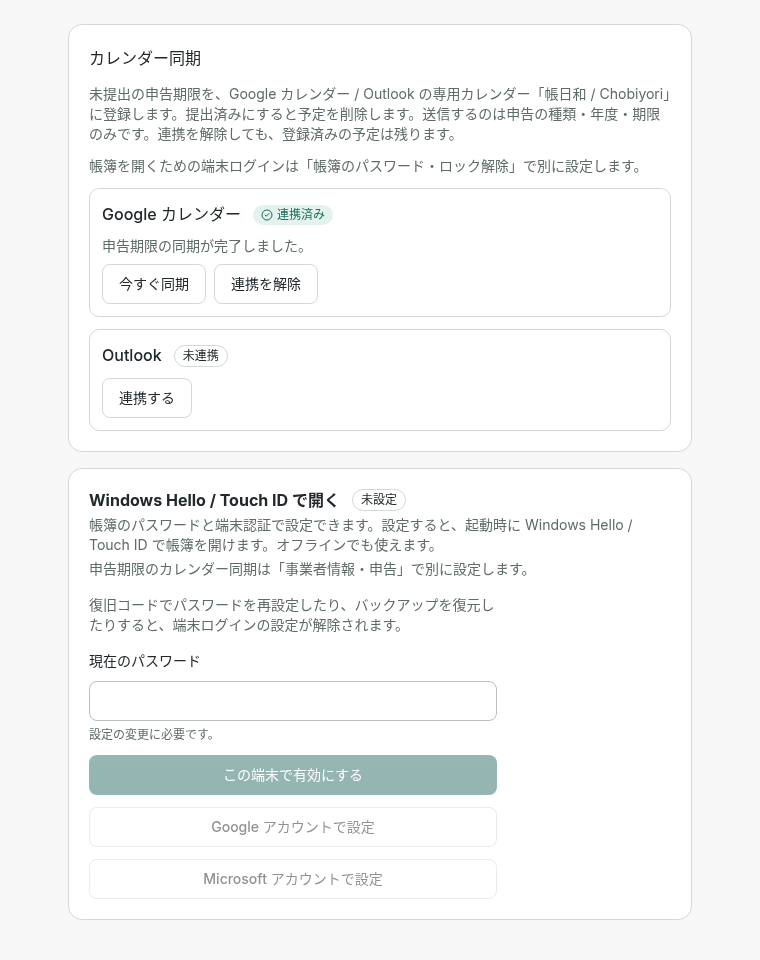 カレンダー同期
未提出の申告期限を、Google カレンダー / Outlook の専用カレンダー「帳日和 / Chobiyori」
に登録します。提出済みにすると予定を削除します。送信するのは申告の種類・年度・期限
のみです。連携を解除しても、登録済みの予定は残ります。
帳簿を開くための端末ログインは「帳簿のパスワード・ロック解除」で別に設定します。
Google カレンダー 連携済み
申告期限の同期が完了しました。
今すぐ同期 連携を解除
Outlook 未連携
連携する
Windows Hello / Touch ID で開く 未設定
帳簿のパスワードと端末認証で設定できます。設定すると、起動時に Windows Hello /
Touch ID で帳簿を開けます。オフラインでも使えます。
申告期限のカレンダー同期は「事業者情報・申告」で別に設定します。
復旧コードでパスワードを再設定したり、バックアップを復元し
たりすると、端末ログインの設定が解除されます。
現在のパスワード
設定の変更に必要です。
この端末で有効にする
Google アカウントで設定
Microsoft アカウントで設定